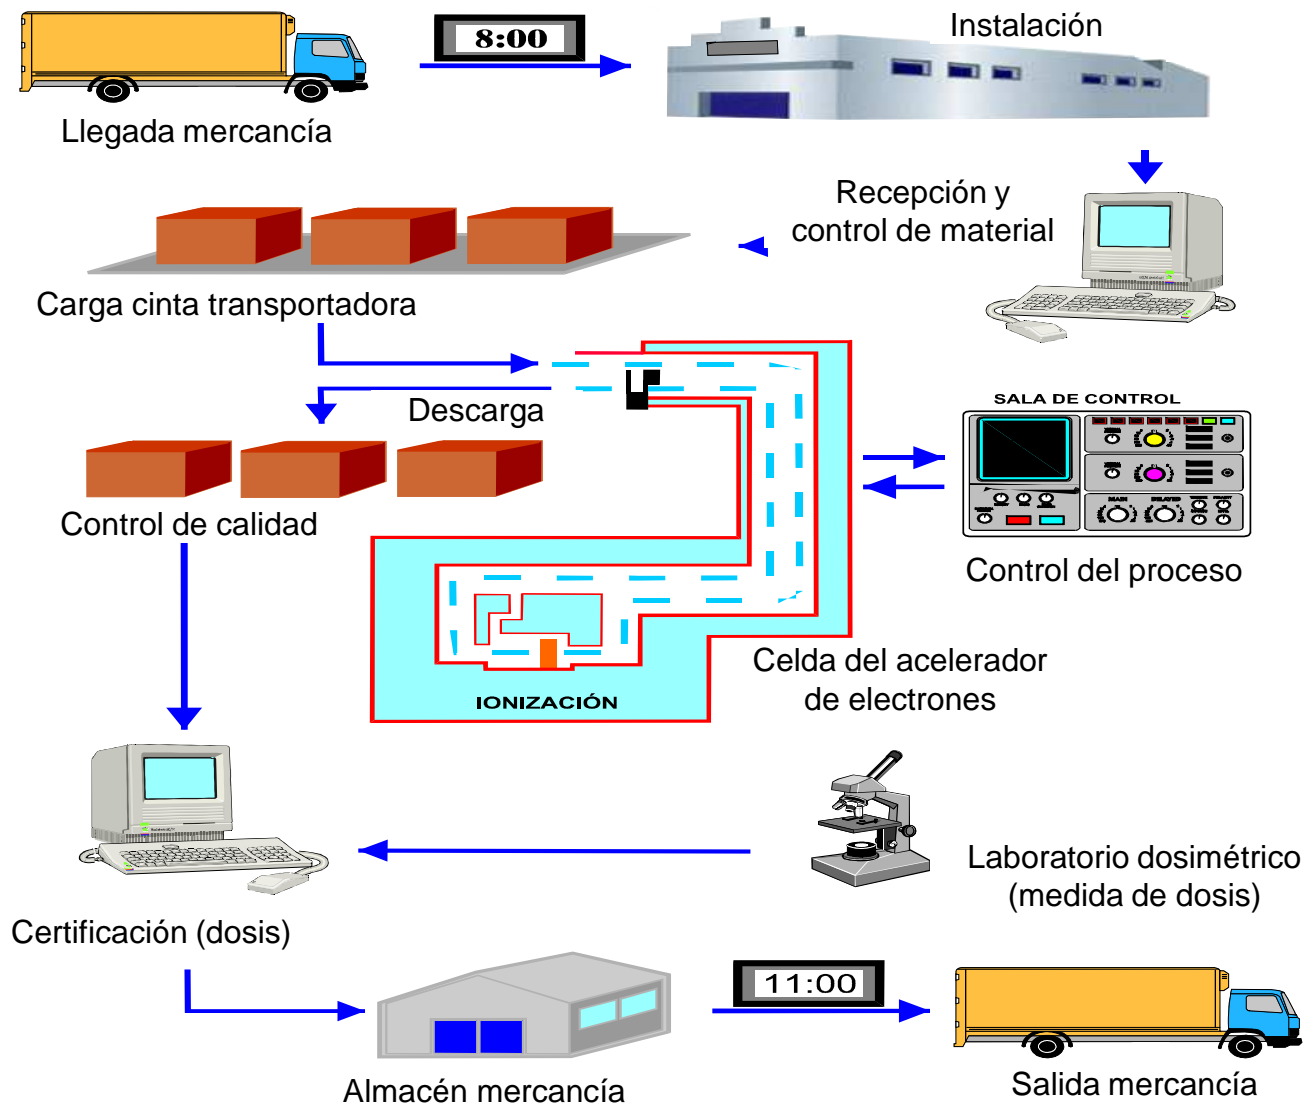 8:00
Instalación
Llegada mercancía
Recepción y
control de material
Carga cinta transportadora
Descarga
SALA DE CONTROL
MAIN
DELAYED
Control de calidad
Control del proceso
Celda del acelerador
de electrones
IONIZACIÓN
Laboratorio dosimétrico
(medida de dosis)
Certificación (dosis)
11:00
Almacén mercancía
Salida mercancía